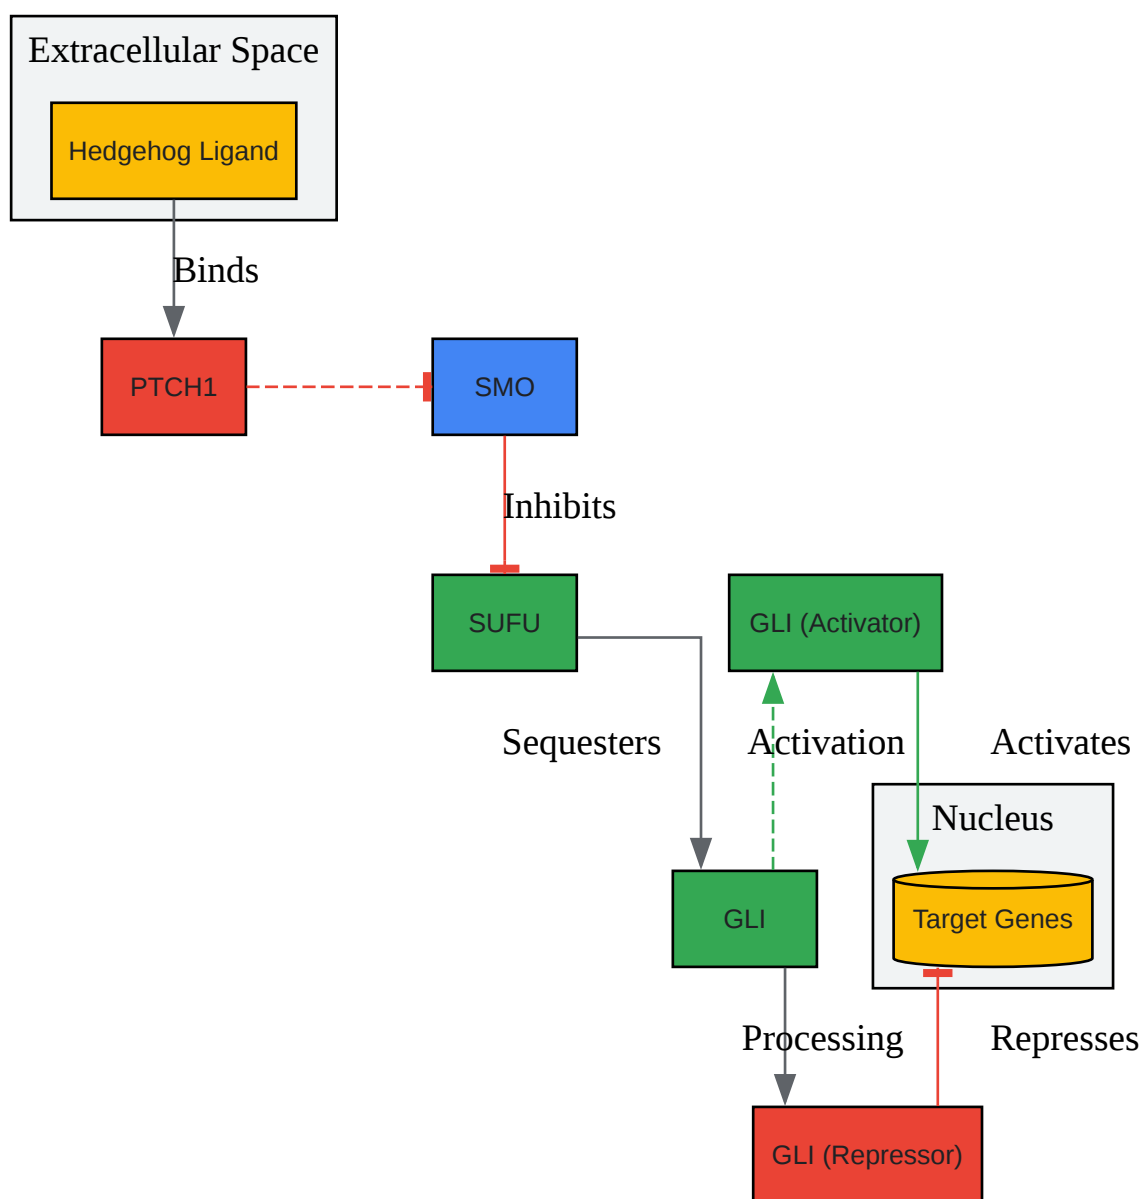 Extracellular Space
Hedgehog Ligand
Binds
PTCH1
SMO
Inhibits
SUFU
GLI (Activator)
Sequesters
Activation
Activates
Nucleus
GLI
Target Genes
Processing
Represses
GLI (Repressor)